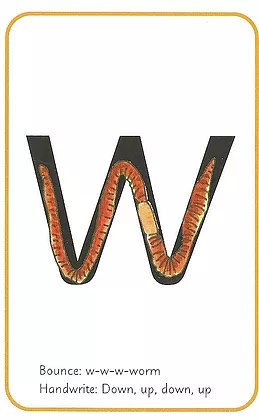 w
Bounce: w-w-w-worm
Handwrite: Down, up, down, up